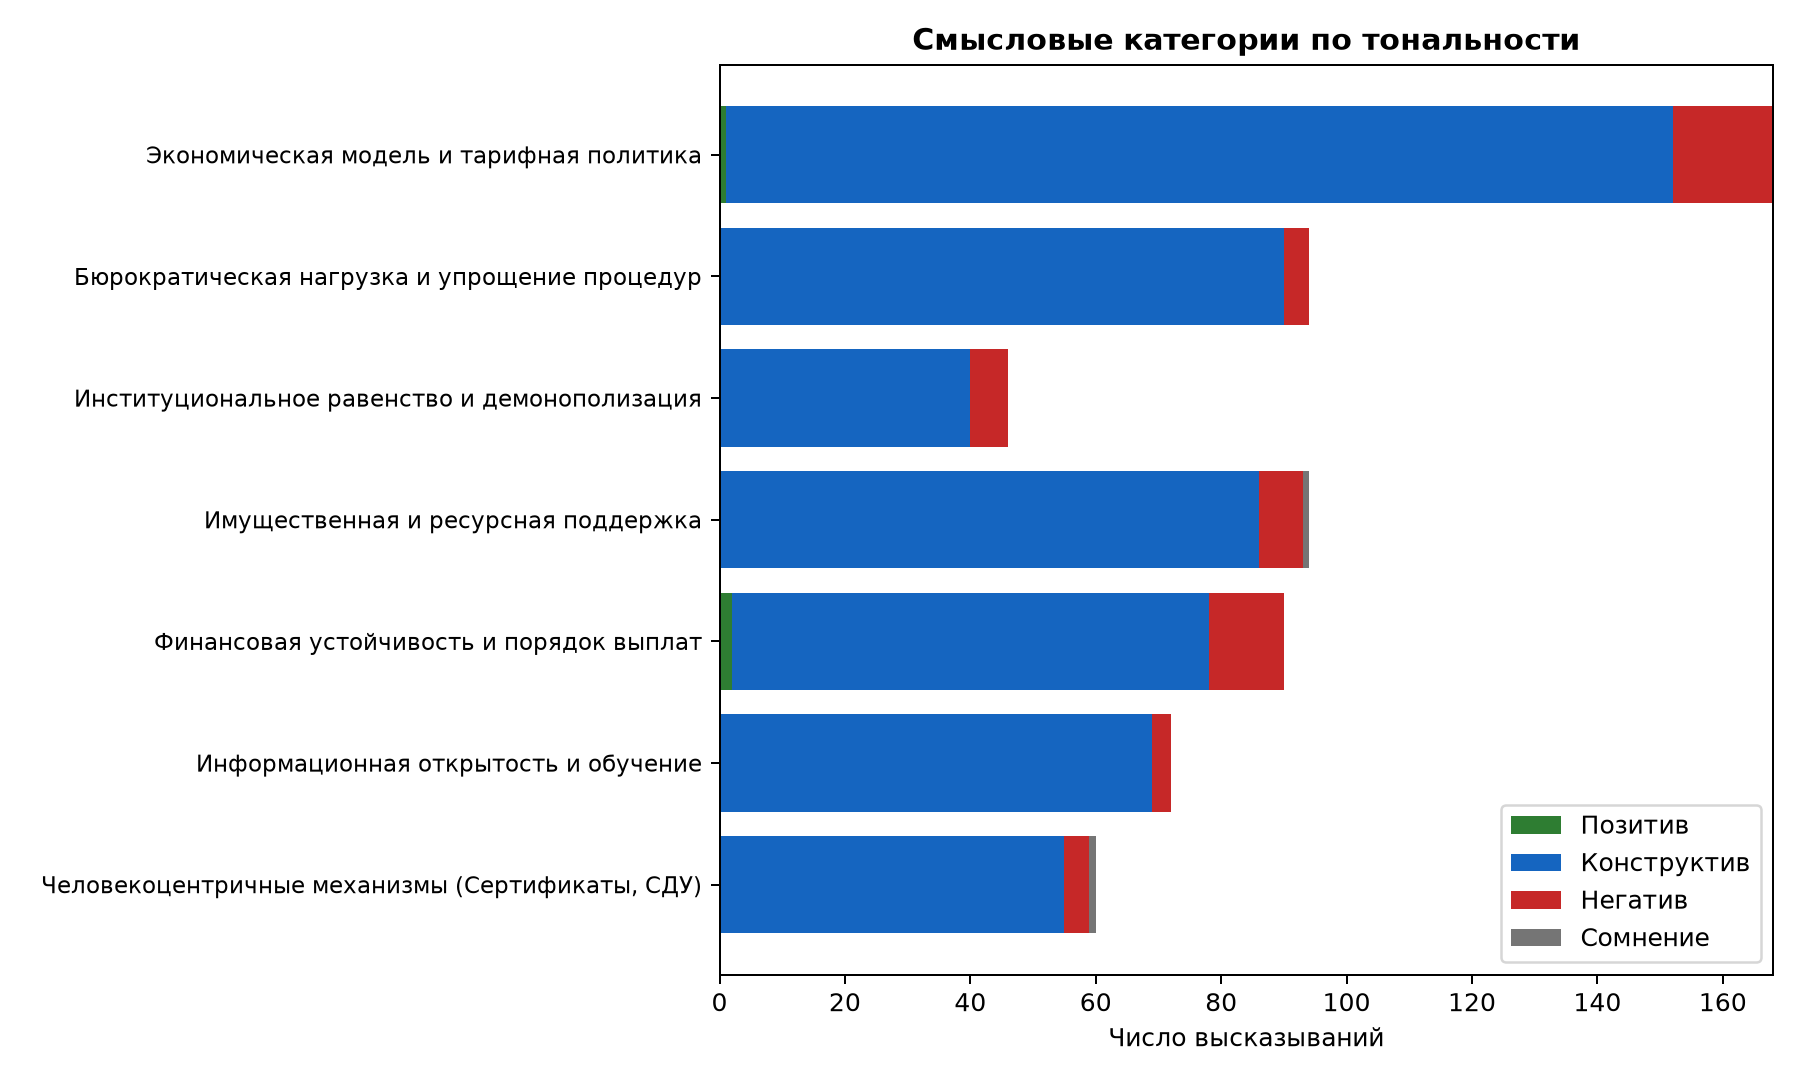 Смысловые категории по тональности
Экономическая модель и тарифная политика
Бюрократическая нагрузка и упрощение процедур
Институциональное равенство и демонополизация
Имущественная и ресурсная поддержка
Финансовая устойчивость и порядок выплат
Информационная открытость и обучение
Человекоцентричные механизмы (Сертификаты, СДУ)
Позитив
Конструктив
Негатив
Сомнение
0 20 40 60 80 100 120 140 160
Число высказываний